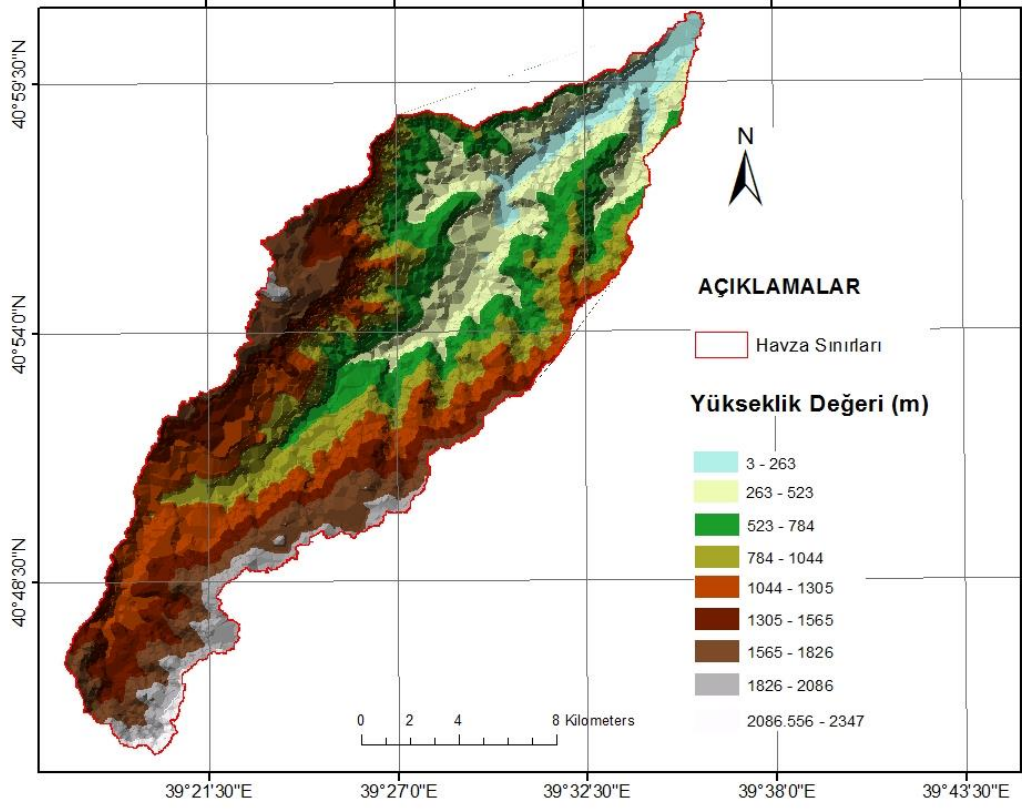 40°59'30"N
40°54'0"N
40°48'30"N
N
AÇIKLAMALAR
Havza Sınırları
Yükseklik Değeri (m)
3 - 263
263 - 523
523 - 784
784 - 1044
1044 - 1305
1305 - 1565
1565 - 1826
1826 - 2086
2086.556 - 2347
0 2 4 8 Kilometers
39°21'30"E 39°27'0"E 39°32'30"E 39°38'0"E 39°43'30"E